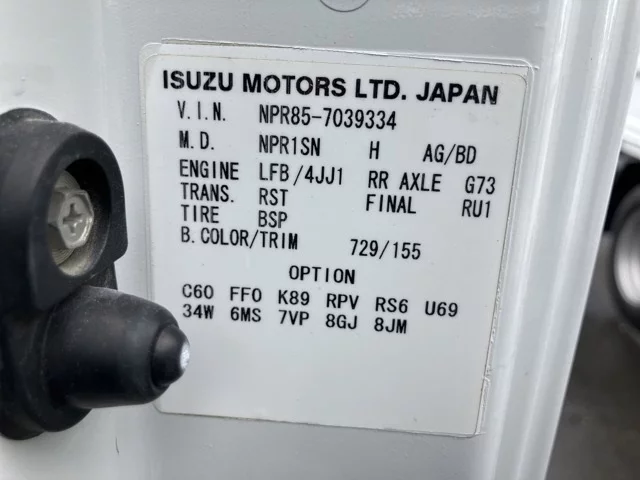 ISUZU MOTORS LTD. JAPAN
V.I.N. NPR85-7039334
M.D. NPR1SN H AG/BD
ENGINE LFB/4JJ1 RR AXLE G73
TRANS. RST FINAL RU1
TIRE BSP
B. COLOR/TRIM 729/155
OPTION
C60 FF0 K89 RPV RS6 U69
34W 6MS 7VP 8GJ 8JM